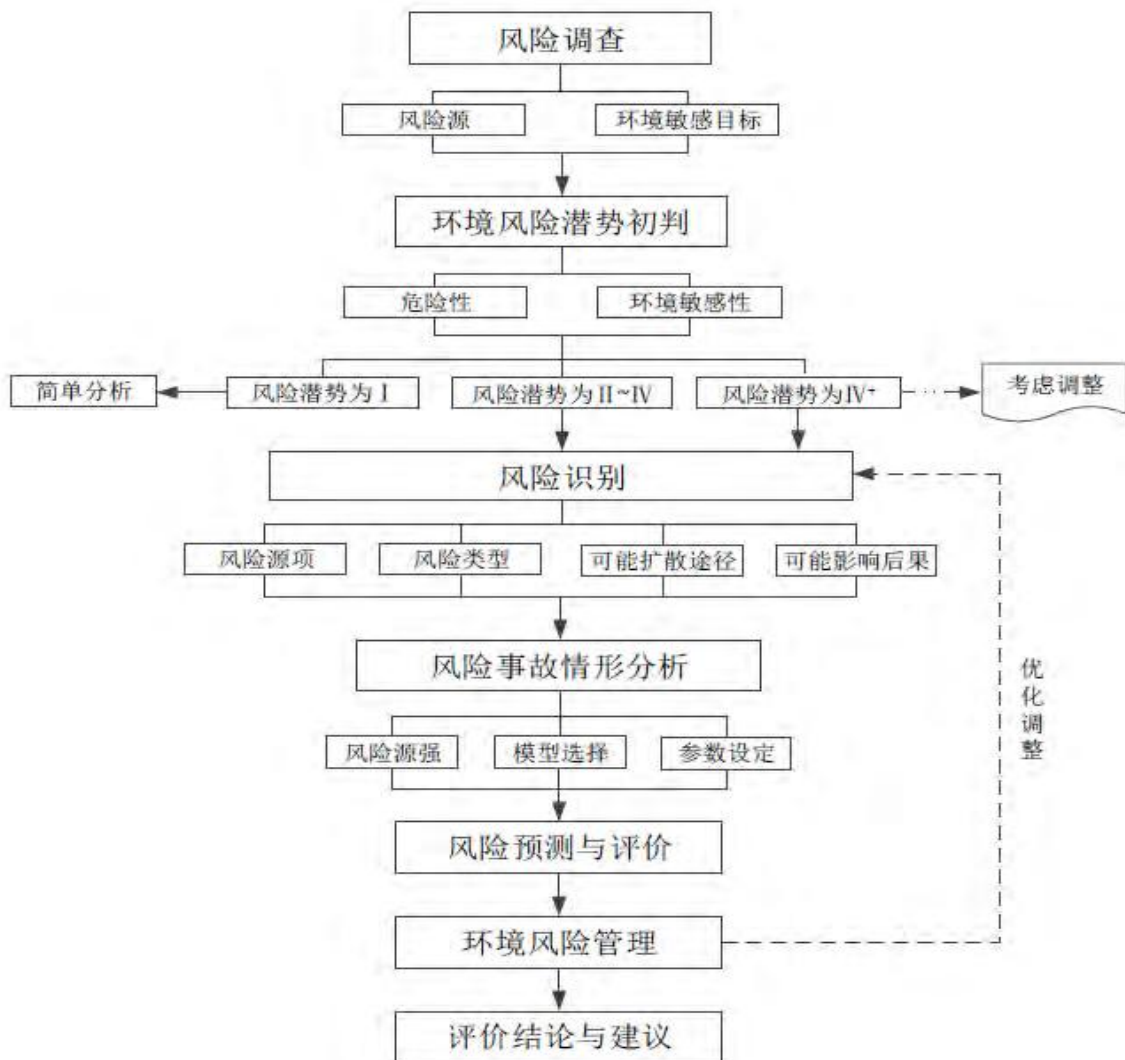 风险调查
风险源
环境敏感目标
环境风险潜势初判
危险性
环境敏感性
简单分析
风险潜势为Ⅰ
风险潜势为Ⅱ~Ⅳ
风险潜势为Ⅳ⁺
考虑调整
风险识别
风险源项
风险类型
可能扩散途径
可能影响后果
风险事故情形分析
优化调整
风险源强
模型选择
参数设定
风险预测与评价
环境风险管理
评价结论与建议